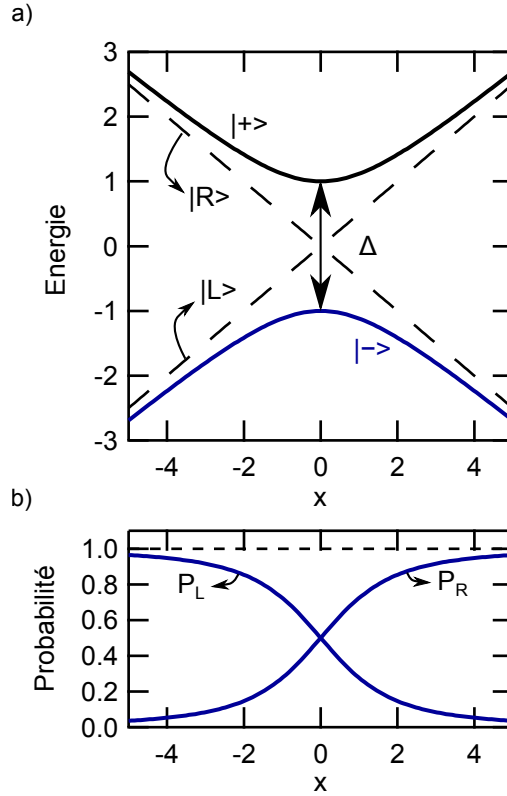 a)
3
2
1
0
-1
-2
-3
Energie
|+>
|R>
Δ
|L>
|−>
-4 -2 0 2 4
x
b)
1.0
0.8
0.6
0.4
0.2
0.0
Probabilité
P_L
P_R
-4 -2 0 2 4
x